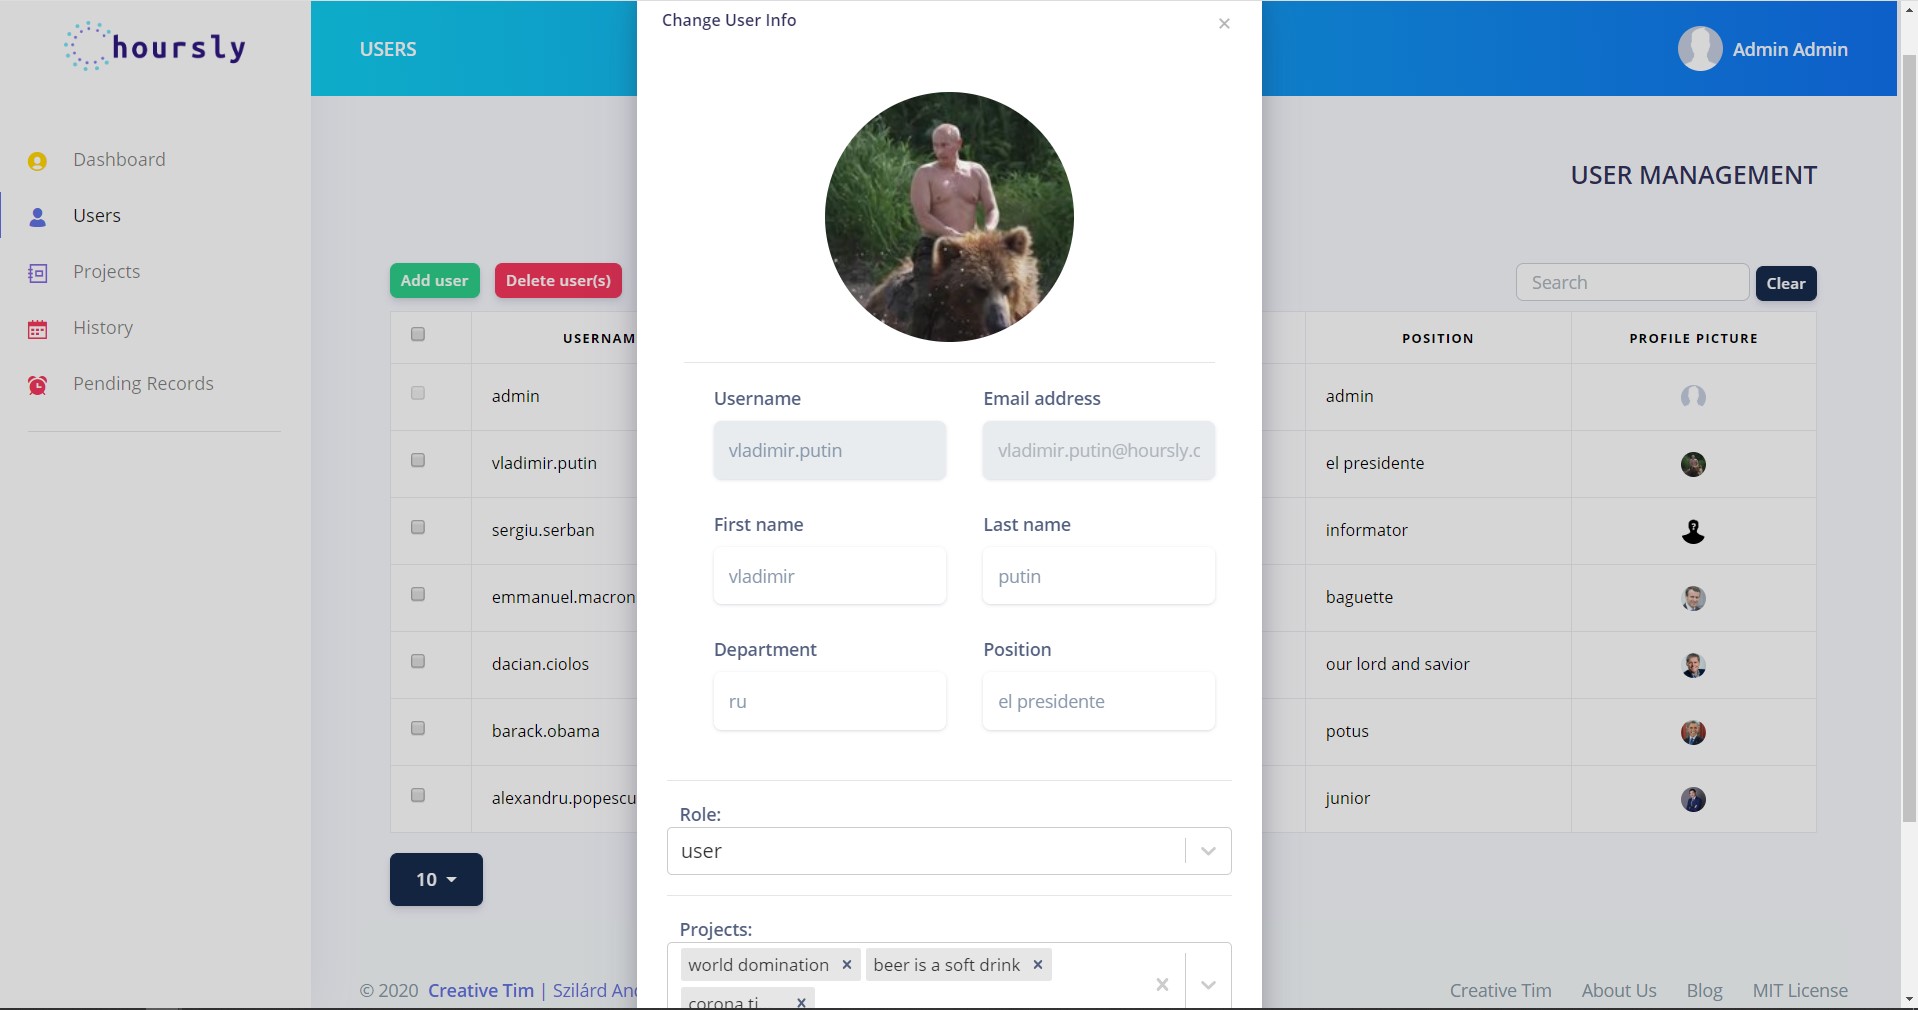 hoursly
Dashboard
Users
Projects
History
Pending Records
USERS
Admin Admin
USER MANAGEMENT
Add user
Delete user(s)
Search
Clear
USERNAM
POSITION
PROFILE PICTURE
admin
admin
vladimir.putin
el presidente
sergiu.serban
informator
emmanuel.macron
baguette
dacian.ciolos
our lord and savior
barack.obama
potus
alexandru.popescu
junior
10
© 2020 Creative Tim | Szilárd And
Creative Tim About Us Blog MIT License
Change User Info
×
Username
Email address
vladimir.putin
vladimir.putin@hoursly.c
First name
Last name
vladimir
putin
Department
Position
ru
el presidente
Role:
user
Projects:
world domination ×
beer is a soft drink ×
corona ti... ×